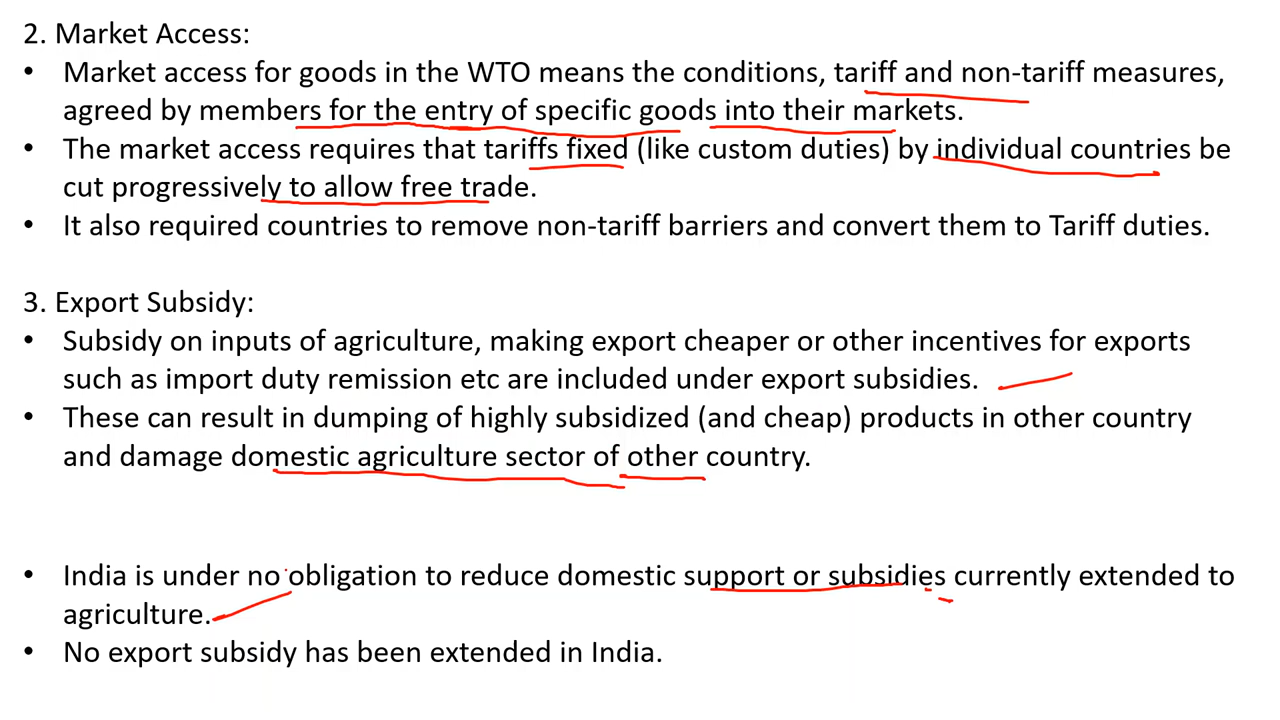 2. Market Access:
• Market access for goods in the WTO means the conditions, tariff and non-tariff measures,
agreed by members for the entry of specific goods into their markets.
• The market access requires that tariffs fixed (like custom duties) by individual countries be
cut progressively to allow free trade.
• It also required countries to remove non-tariff barriers and convert them to Tariff duties.
3. Export Subsidy:
• Subsidy on inputs of agriculture, making export cheaper or other incentives for exports
such as import duty remission etc are included under export subsidies.
• These can result in dumping of highly subsidized (and cheap) products in other country
and damage domestic agriculture sector of other country.
• India is under no obligation to reduce domestic support or subsidies currently extended to
agriculture.
• No export subsidy has been extended in India.